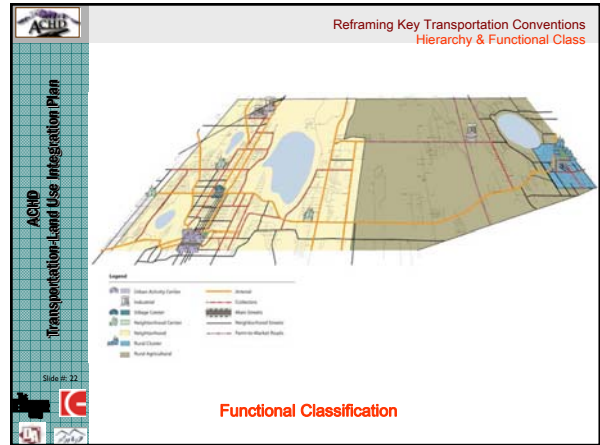 ACHD
Reframing Key Transportation Conventions
Hierarchy & Functional Class
ACHD
Transportation-Land Use Integration Plan
Legend
Urban Activity Center
Industrial
Village Center
Neighborhood Center
Neighborhood
Rural Cluster
Rural Agricultural
Arterial
Collectors
Main Streets
Neighborhood Streets
Farm-to-Market Roads
Slide #: 22
Functional Classification